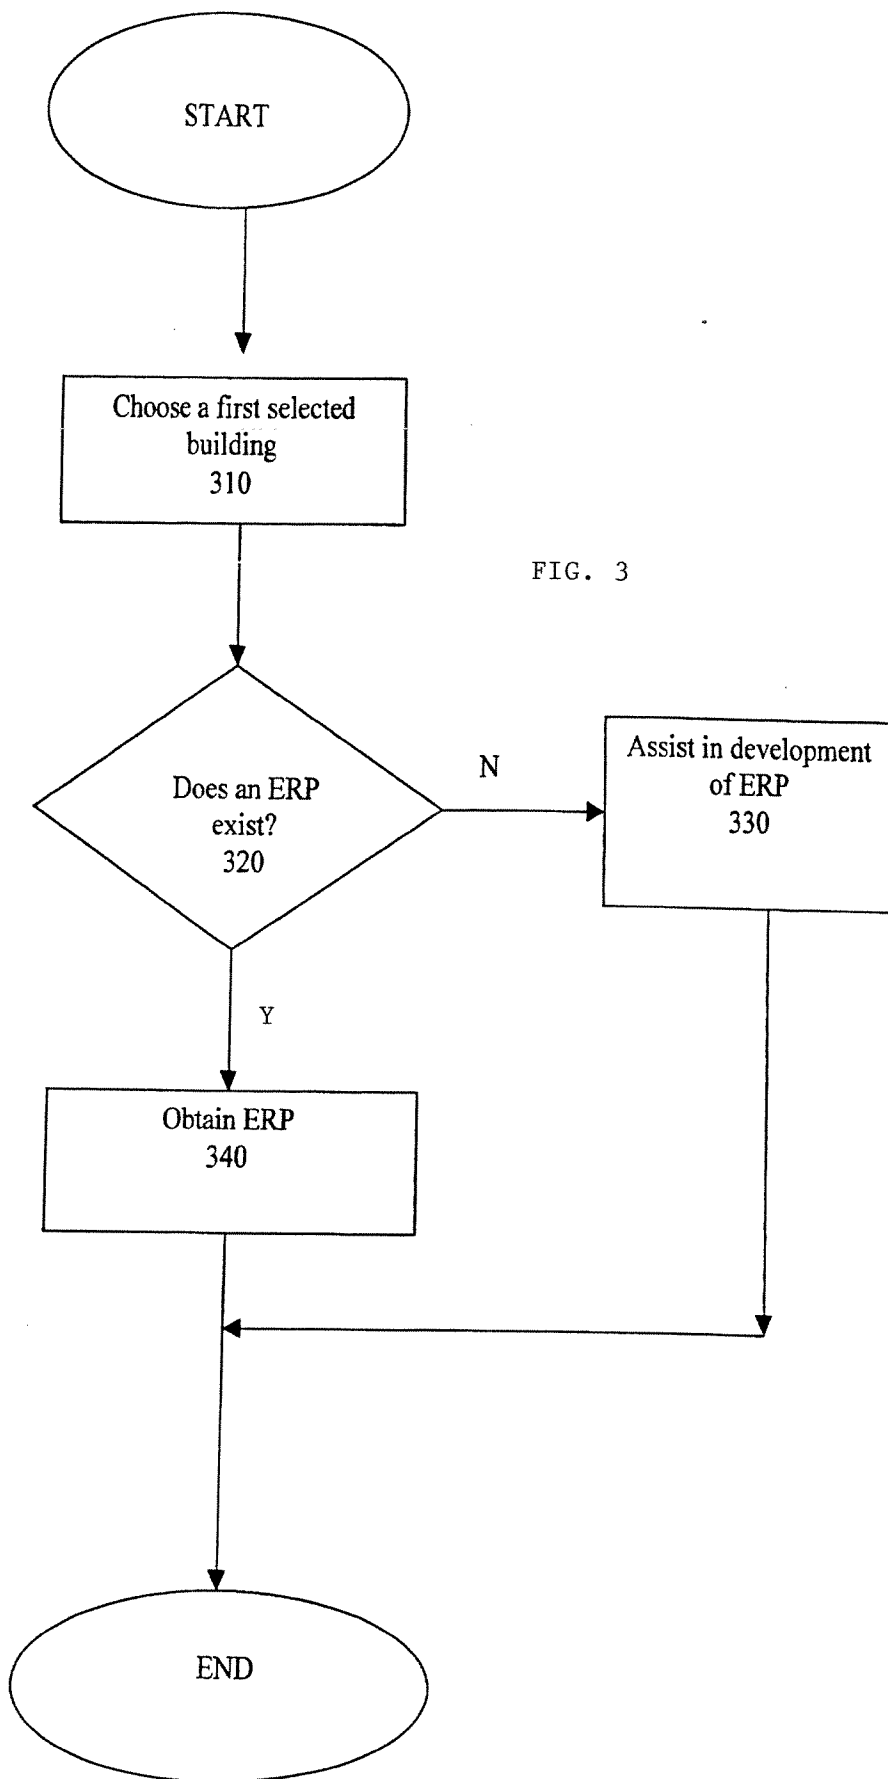 START
Choose a first selected
building
310
FIG. 3
Does an ERP
exist?
320
N
Assist in development
of ERP
330
Y
Obtain ERP
340
END